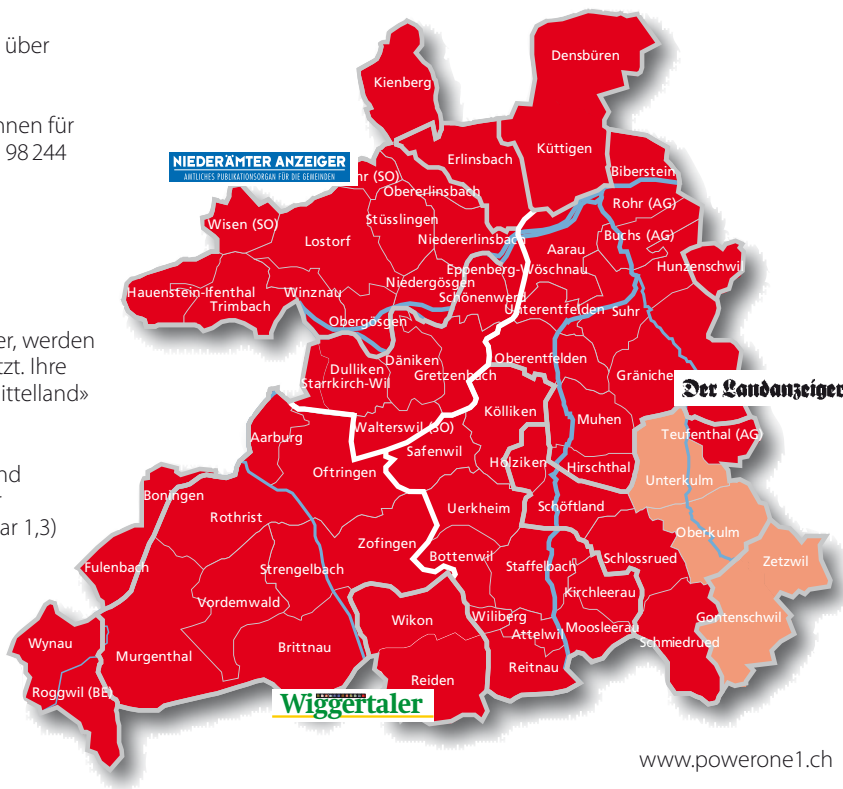 über
nnen für
98 244
er, werden
tzt. Ihre
ittelland»
nd
ar 1,3)
Densbüren
Kienberg
Küttigen
Erlinsbach
NIEDERÄMTER ANZEIGER
AMTLICHES PUBLIKATIONSORGAN FÜR DIE GEMEINDEN
hr (SO)
Biberstein
Obererlinsbach
Rohr (AG)
Wisen (SO)
Stüsslingen
Lostorf
Niedererlinsbach
Buchs (AG)
Aarau
Hunzenschwil
Eppenberg-Wöschnau
Hauenstein-Ifenthal
Winznau
Niedergösgen
Schönenwerd
Trimbach
Unterentfelden
Suhr
Obergösgen
Däniken
Oberentfelden
Dulliken
Gretzenbach
Gräniche
Starrkirch-Wil
Der Landanzeiger
Kölliken
Muhen
Walterswil (SO)
Aarburg
Teufenthal (AG)
Safenwil
Holziken
Hirschthal
Oftringen
Unterkulm
Boningen
Rothrist
Uerkheim
Schöftland
Oberkulm
Zofingen
Bottenwil
Schlossrued
Zetzwil
Fulenbach
Strengelbach
Staffelbach
Kirchleerau
Vordemwald
Wikon
Wiliberg
Gontenschwil
Attelwil
Moosleerau
Wynau
Schmiedrued
Brittnau
Murgenthal
Reitnau
Reiden
Roggwil (BE)
Wiggertaler
www.powerone1.ch